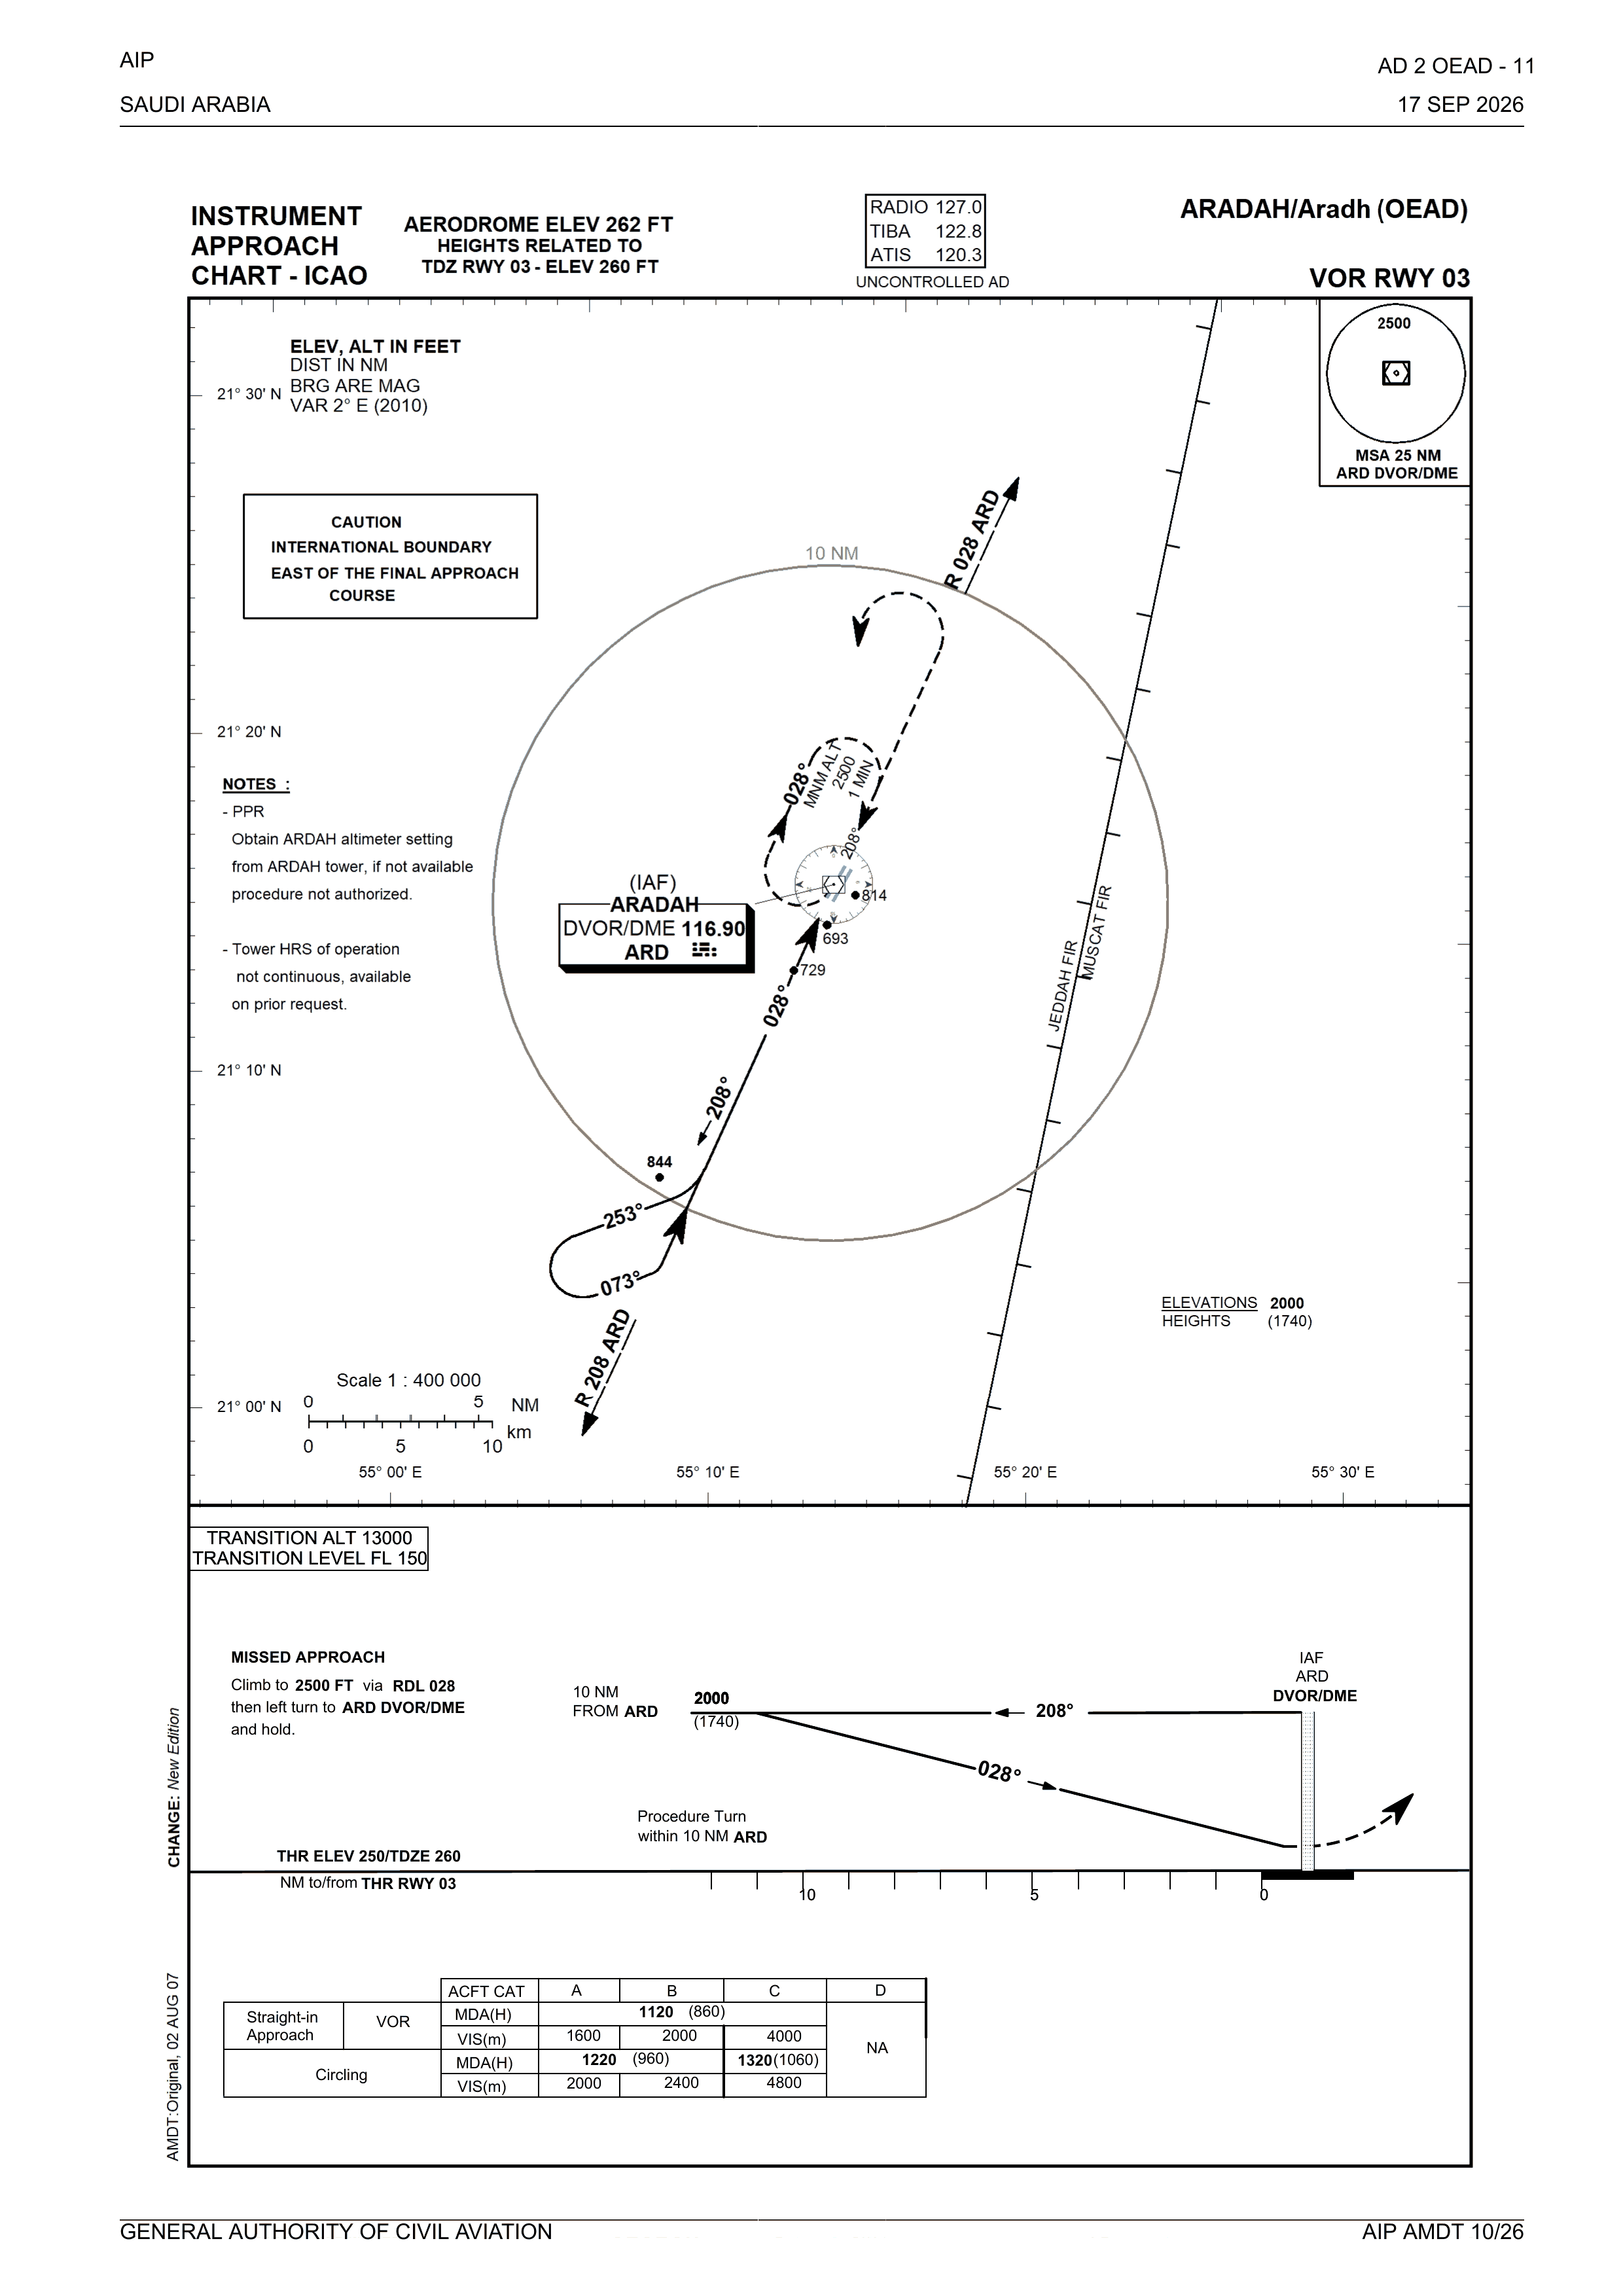 AIP
AD 2 OEAD - 11
SAUDI ARABIA
17 SEP 2026
INSTRUMENT
APPROACH
CHART - ICAO
AERODROME ELEV 262 FT
HEIGHTS RELATED TO
TDZ RWY 03 - ELEV 260 FT
RADIO 127.0
TIBA 122.8
ATIS 120.3
UNCONTROLLED AD
ARADAH/Aradh (OEAD)
VOR RWY 03
ELEV, ALT IN FEET
DIST IN NM
BRG ARE MAG
VAR 2° E (2010)
2500
MSA 25 NM
ARD DVOR/DME
21° 30' N
CAUTION
INTERNATIONAL BOUNDARY
EAST OF THE FINAL APPROACH
COURSE
R 028 ARD
10 NM
21° 20' N
NOTES :
- PPR
Obtain ARDAH altimeter setting
from ARDAH tower, if not available
procedure not authorized.
- Tower HRS of operation
not continuous, available
on prior request.
028°
MNM ALT
2500
1 MIN
208°
(IAF)
ARADAH
DVOR/DME 116.90
ARD
814
693
729
028°
JEDDAH FIR
MUSCAT FIR
21° 10' N
208°
844
253°
073°
R 208 ARD
ELEVATIONS 2000
HEIGHTS (1740)
Scale 1 : 400 000
0 5 NM
0 5 10 km
21° 00' N
55° 00' E
55° 10' E
55° 20' E
55° 30' E
TRANSITION ALT 13000
TRANSITION LEVEL FL 150
MISSED APPROACH
Climb to 2500 FT via RDL 028
then left turn to ARD DVOR/DME
and hold.
10 NM
FROM ARD
2000
(1740)
208°
IAF
ARD
DVOR/DME
028°
Procedure Turn
within 10 NM ARD
THR ELEV 250/TDZE 260
NM to/from THR RWY 03
10 5 0
CHANGE: New Edition
AMDT:Original, 02 AUG 07
ACFT CAT A B C D
Straight-in
Approach
VOR
MDA(H) 1120 (860)
VIS(m) 1600 2000 4000
NA
Circling
MDA(H) 1220 (960) 1320(1060)
VIS(m) 2000 2400 4800
GENERAL AUTHORITY OF CIVIL AVIATION
AIP AMDT 10/26